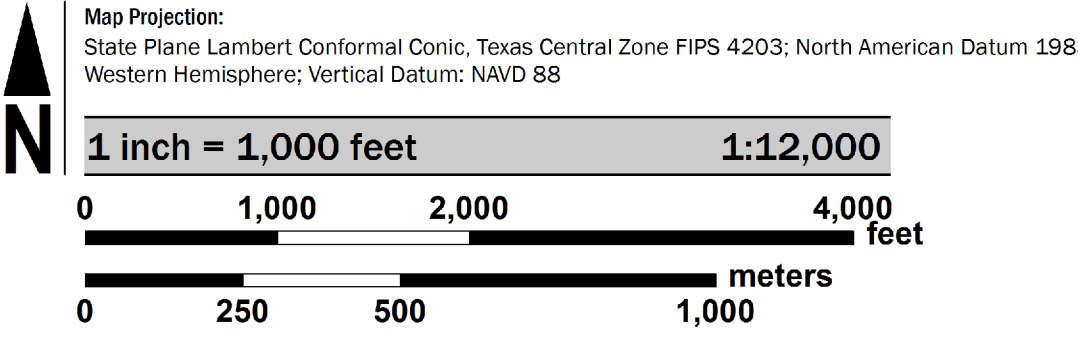 N
Map Projection:
State Plane Lambert Conformal Conic, Texas Central Zone FIPS 4203; North American Datum 198
Western Hemisphere; Vertical Datum: NAVD 88
1 inch = 1,000 feet 1:12,000
0 1,000 2,000 4,000
feet
meters
0 250 500 1,000